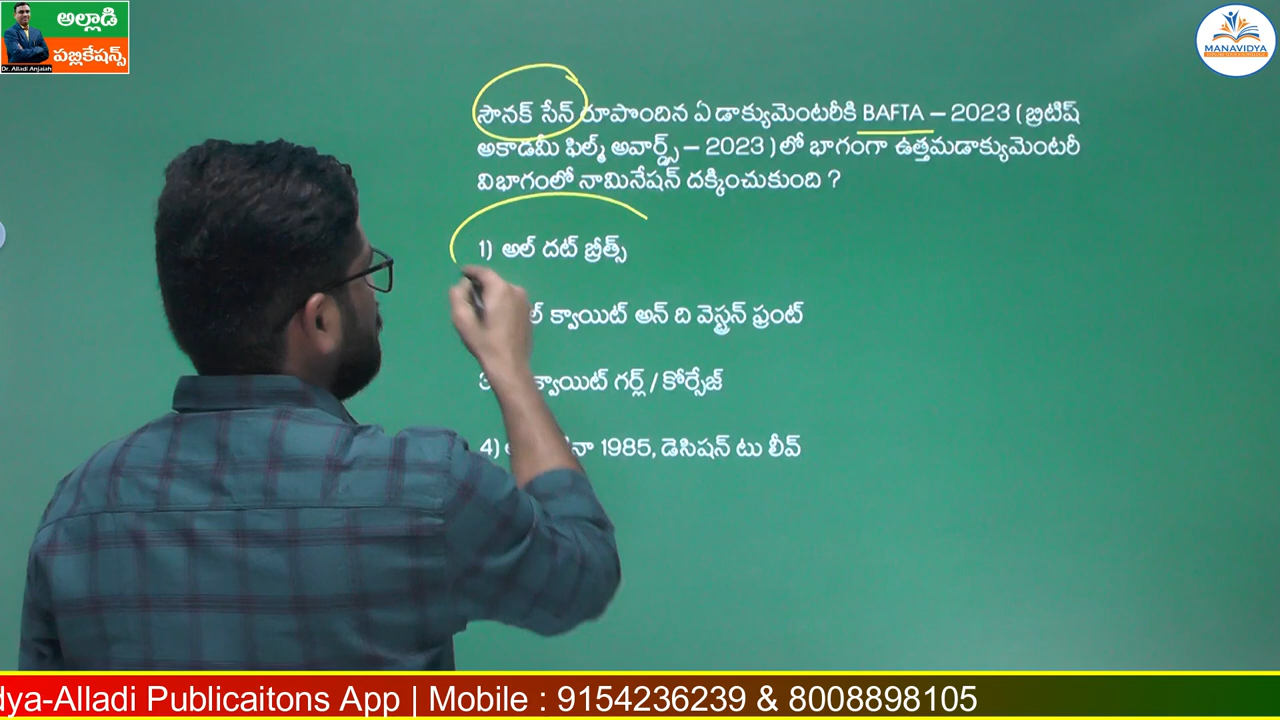 అల్లాడి
పబ్లికేషన్స్
Dr. Alladi Anjaiah
MANAVIDYA
సౌనక్ సేన్ రూపొందిన ఏ డాక్యుమెంటరీకి BAFTA – 2023 ( బ్రిటిష్
అకాడమీ ఫిల్మ్ అవార్డ్స్ – 2023 ) లో భాగంగా ఉత్తమడాక్యుమెంటరీ
విభాగంలో నామినేషన్ దక్కించుకుంది ?
1) అల్ దట్ బ్రీత్స్
క్వాయిట్ అన్ ది వెస్ట్రన్ ఫ్రంట్
క్వాయిట్ గర్ల్ / కోర్సేజ్
4) 1985, డెసిషన్ టు లీవ్
dya-Alladi Publicaitons App | Mobile : 9154236239 & 8008898105